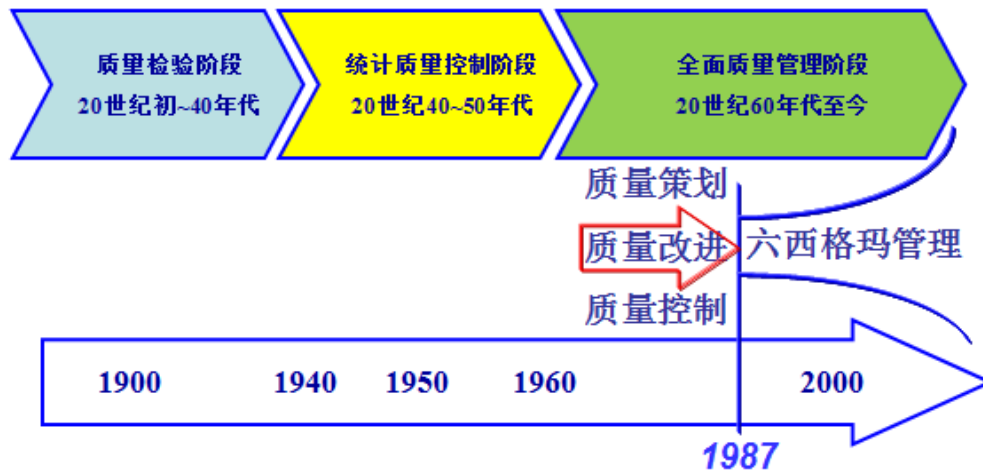 质量检验阶段
20世纪初~40年代
统计质量控制阶段
20世纪40~50年代
全面质量管理阶段
20世纪60年代至今
质量策划
质量改进
六西格玛管理
质量控制
1900
1940
1950
1960
2000
1987